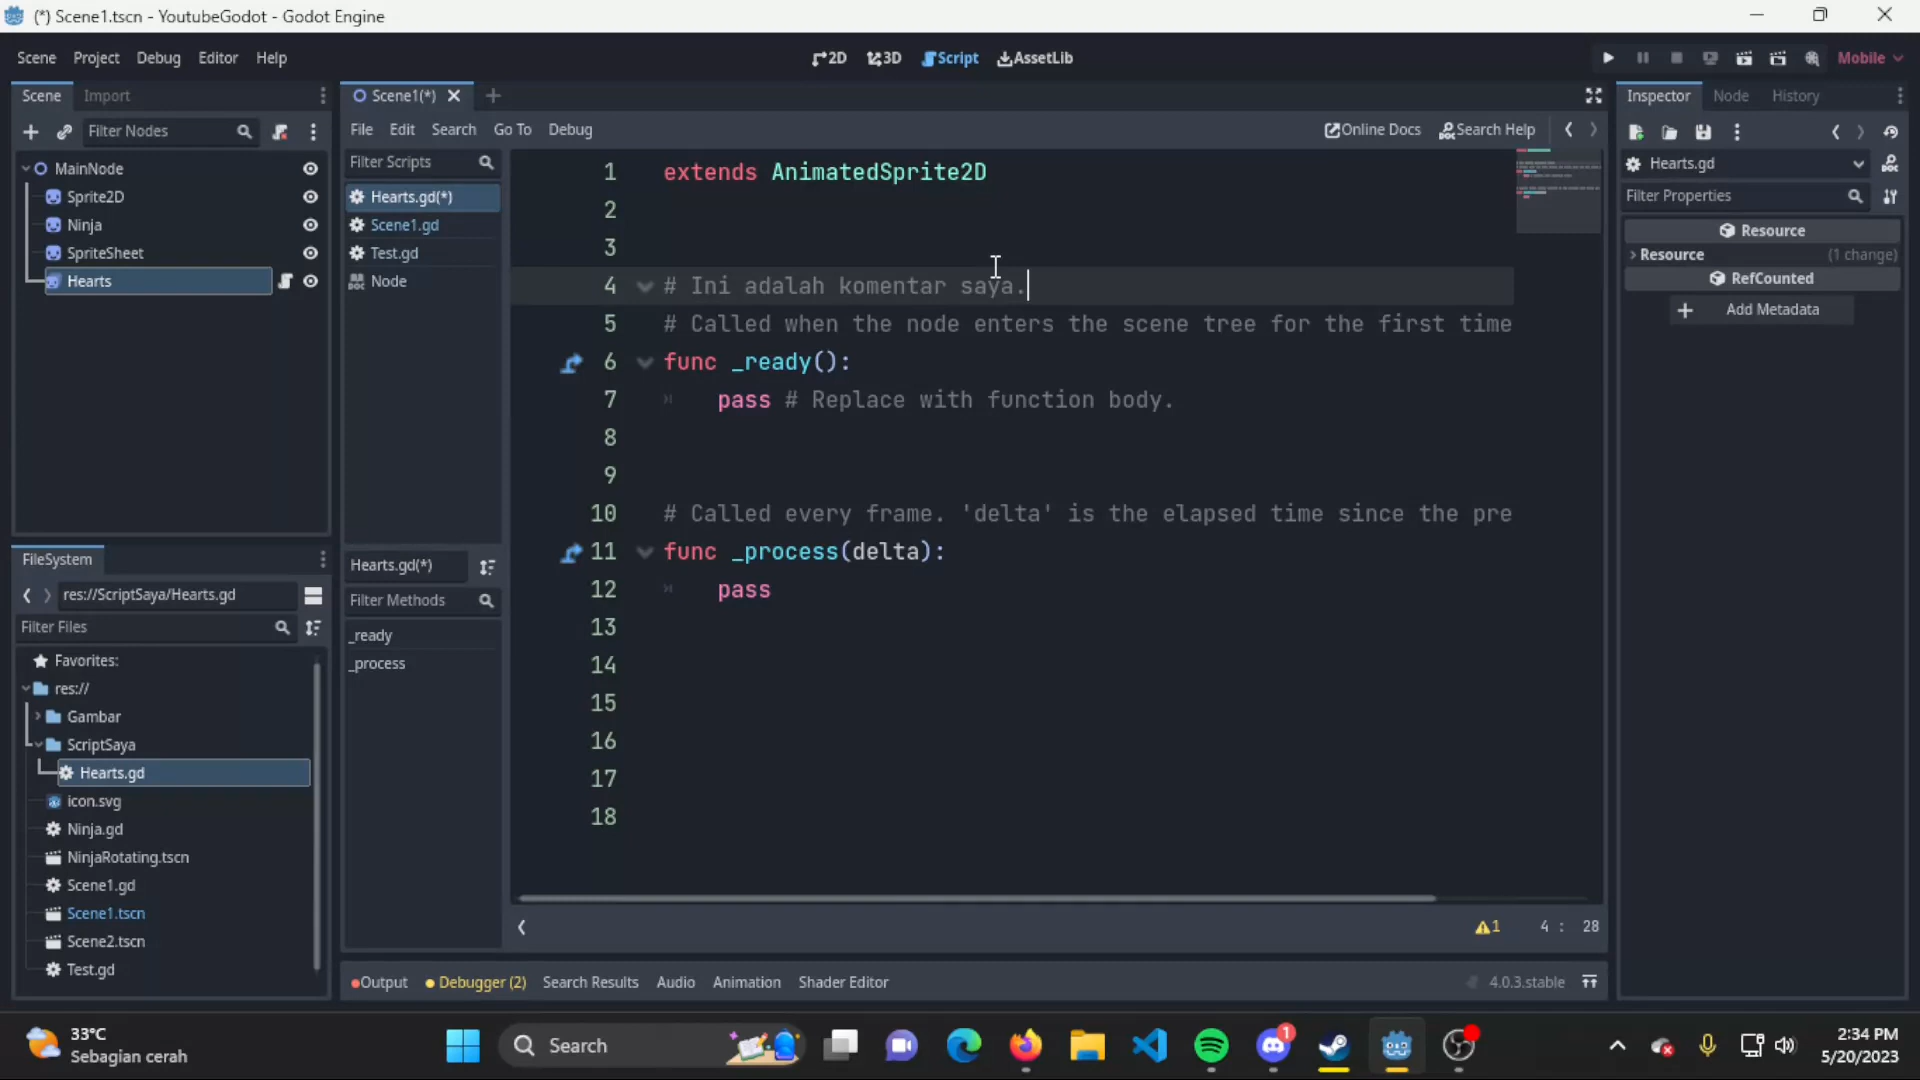 (*) Scene1.tscn - YoutubeGodot - Godot Engine
Scene Project Debug Editor Help
2D 3D Script AssetLib
Mobile
Scene Import
Filter Nodes
MainNode
Sprite2D
Ninja
SpriteSheet
Hearts
FileSystem
res://ScriptSaya/Hearts.gd
Filter Files
Favorites:
res://
Gambar
ScriptSaya
Hearts.gd
icon.svg
Ninja.gd
NinjaRotating.tscn
Scene1.gd
Scene1.tscn
Scene2.tscn
Test.gd
Scene1(*)
File Edit Search Go To Debug
Online Docs Search Help
Filter Scripts
Hearts.gd(*)
Scene1.gd
Test.gd
Node
Hearts.gd(*)
Filter Methods
_ready
_process
1 extends AnimatedSprite2D
2
3
4 # Ini adalah komentar saya.
5 # Called when the node enters the scene tree for the first time
6 func _ready():
7 pass # Replace with function body.
8
9
10 # Called every frame. 'delta' is the elapsed time since the pre
11 func _process(delta):
12 pass
13
14
15
16
17
18
1 4 : 28
Output Debugger (2) Search Results Audio Animation Shader Editor
4.0.3.stable
Inspector Node History
Hearts.gd
Filter Properties
Resource
Resource (1 change)
RefCounted
Add Metadata
33°C
Sebagian cerah
Search
1
2:34 PM
5/20/2023